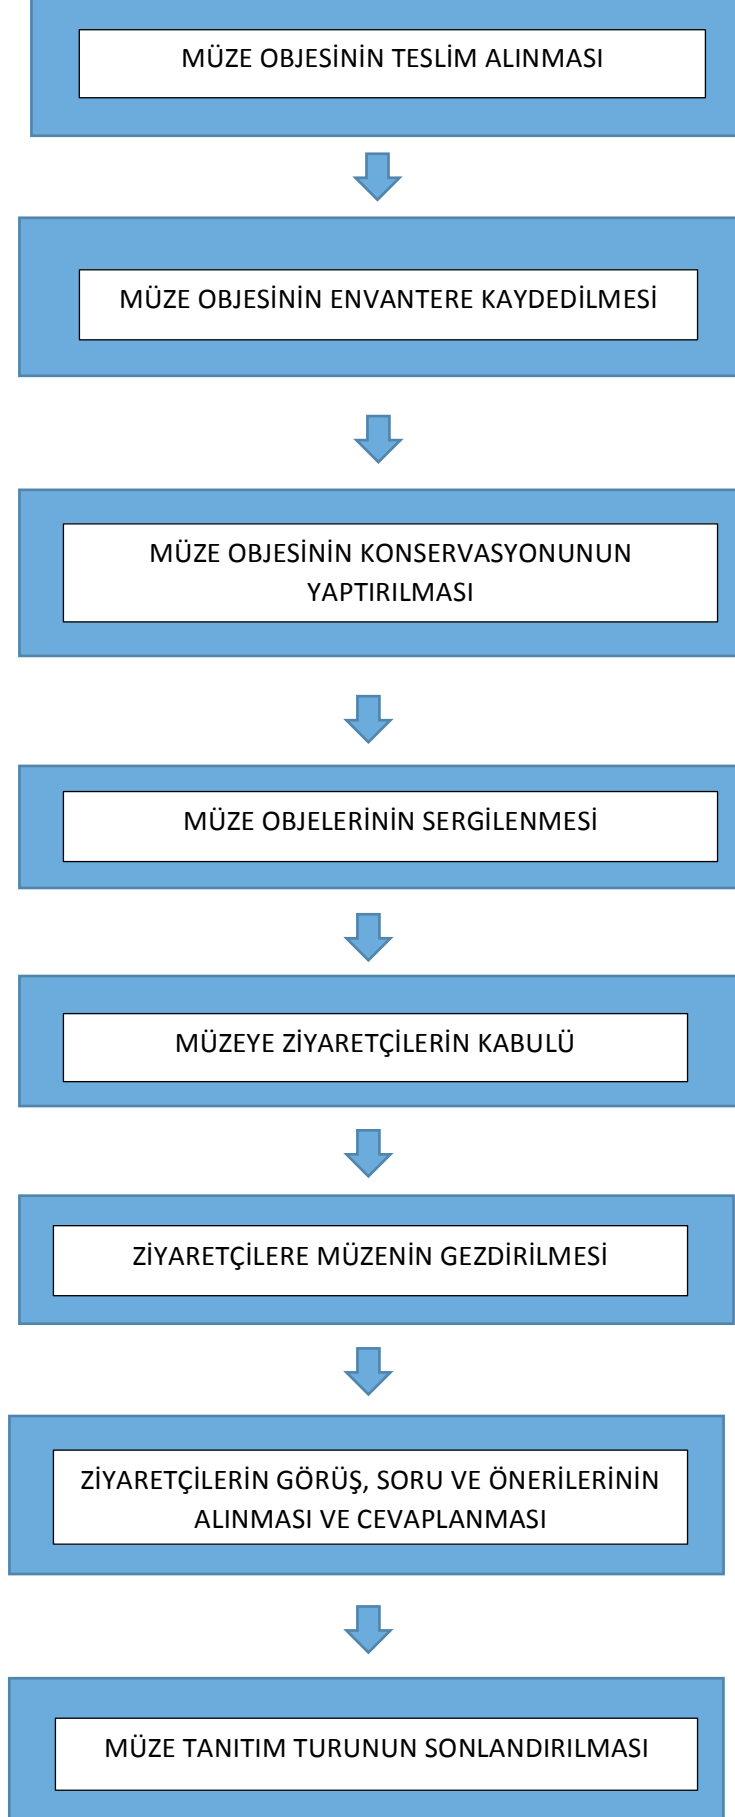 MÜZE OBJESİNİN TESLİM ALINMASI
MÜZE OBJESİNİN ENVANTERE KAYDEDİLMESİ
MÜZE OBJESİNİN KONSERVASYONUNUN
YAPTIRILMASI
MÜZE OBJELERİNİN SERGİLENMESİ
MÜZEYE ZİYARETÇİLERİN KABULÜ
ZİYARETÇİLERE MÜZENİN GEZDİRİLMESİ
ZİYARETÇİLERİN GÖRÜŞ, SORU VE ÖNERİLERİNİN
ALINMASI VE CEVAPLANMASI
MÜZE TANITIM TURUNUN SONLANDIRILMASI